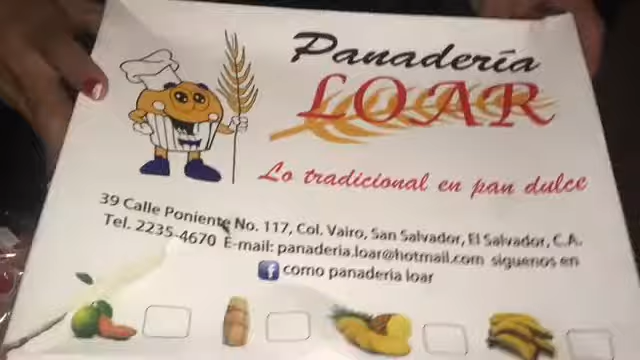 Panadería
LOAR
Lo tradicional en pan dulce
39 Calle Poniente No. 117, Col. Vairo, San Salvador, El Salvador, C.A.
Tel. 2235-4670 E-mail: panaderia.loar@hotmail.com siguenos en
f como panaderia loar